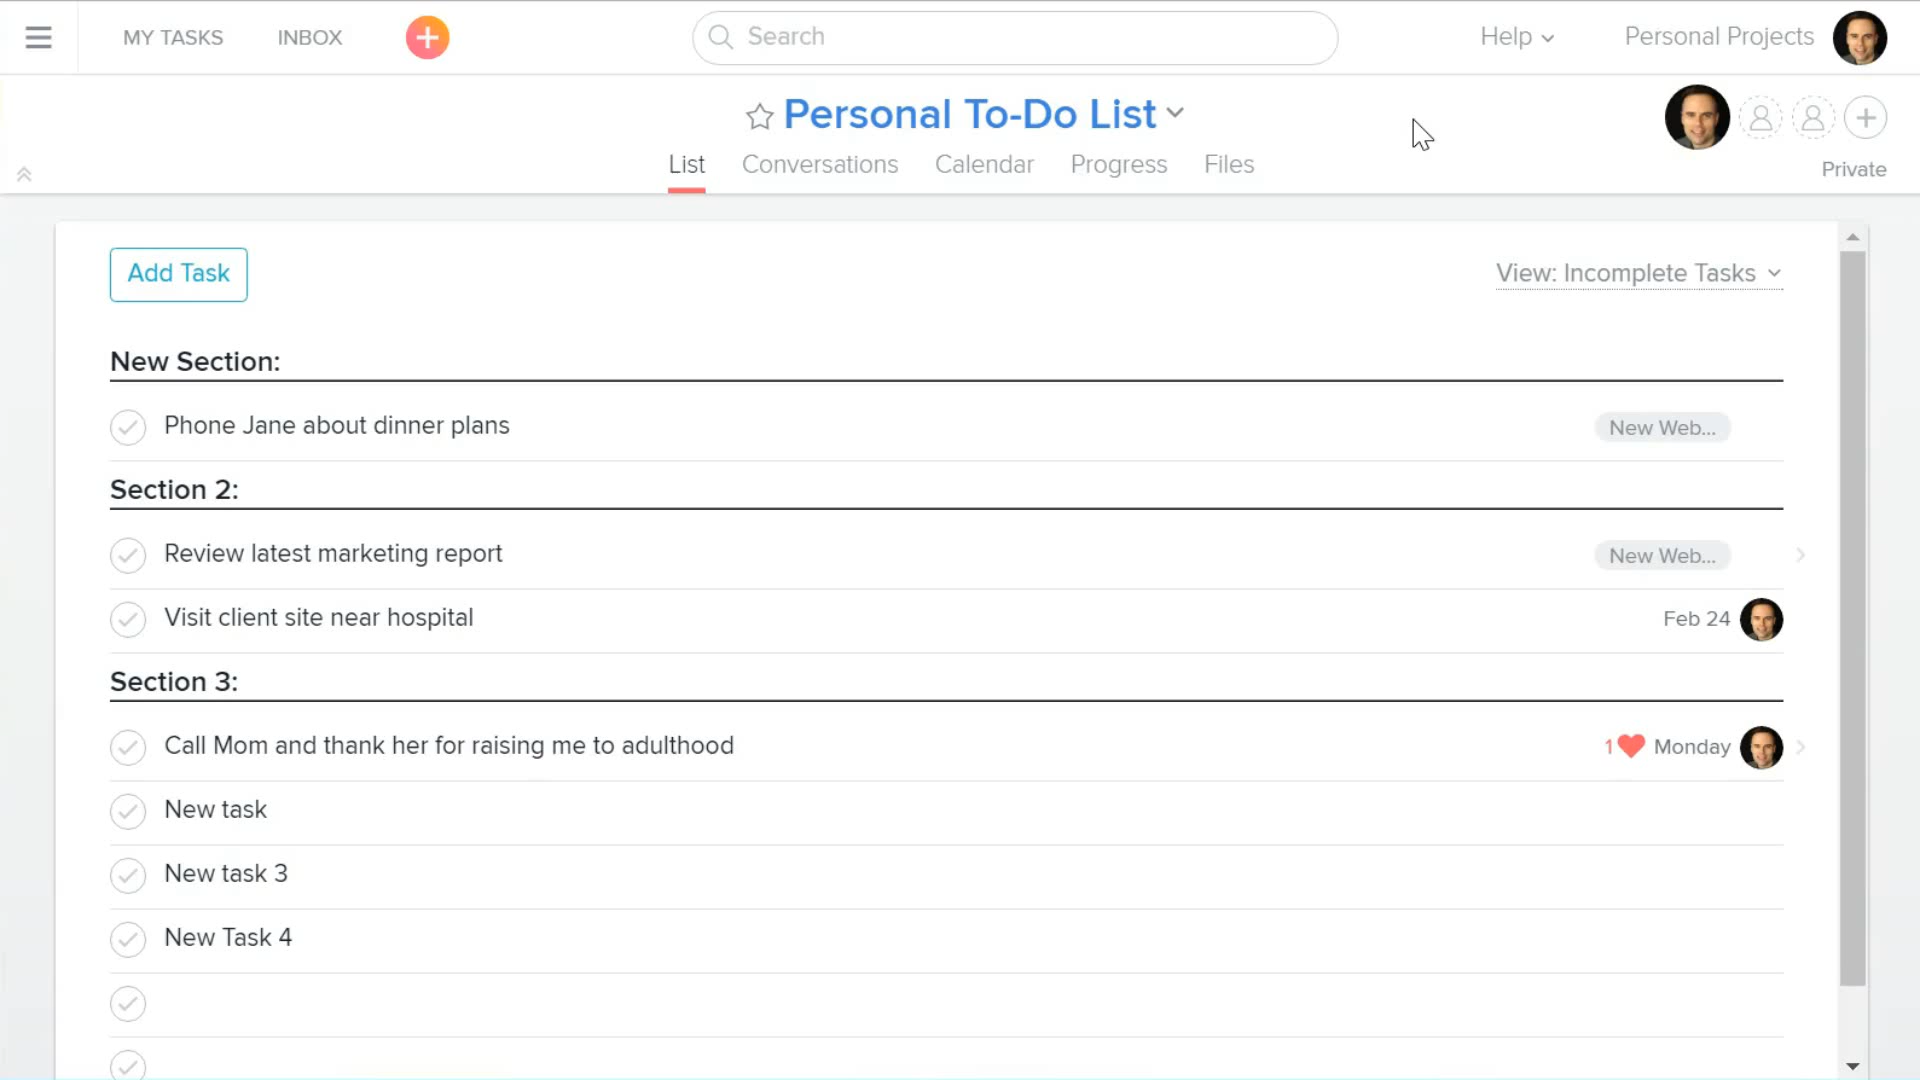 MY TASKS INBOX Search Help Personal Projects
Personal To-Do List
List Conversations Calendar Progress Files
Private
Add Task View: Incomplete Tasks
New Section:
Phone Jane about dinner plans New Web...
Section 2:
Review latest marketing report New Web...
Visit client site near hospital Feb 24
Section 3:
Call Mom and thank her for raising me to adulthood 1 Monday
New task
New task 3
New Task 4